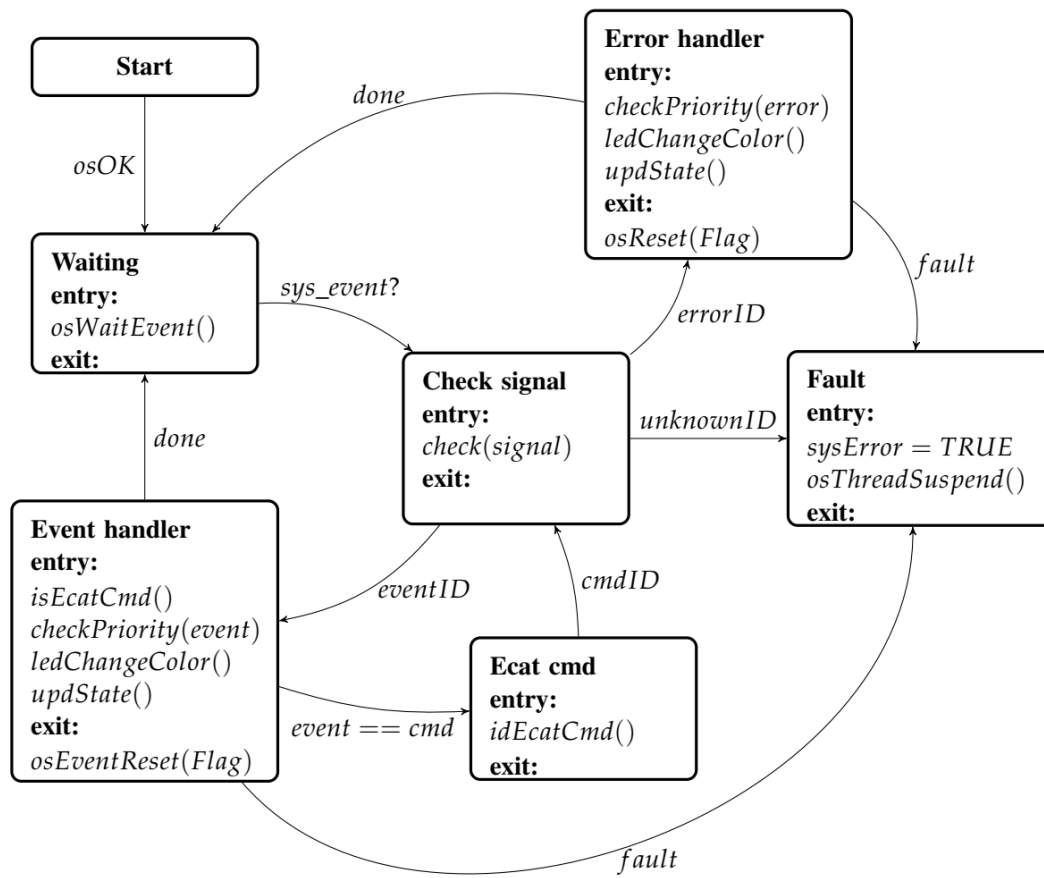 Start
osOK
Waiting
entry:
osWaitEvent()
exit:
sys_event?
done
Error handler
entry:
checkPriority(error)
ledChangeColor()
updState()
exit:
osReset(Flag)
errorID
fault
Check signal
entry:
check(signal)
exit:
unknownID
Fault
entry:
sysError = TRUE
osThreadSuspend()
exit:
done
Event handler
entry:
isEcatCmd()
checkPriority(event)
ledChangeColor()
updState()
exit:
osEventReset(Flag)
eventID
cmdID
event == cmd
Ecat cmd
entry:
idEcatCmd()
exit:
fault